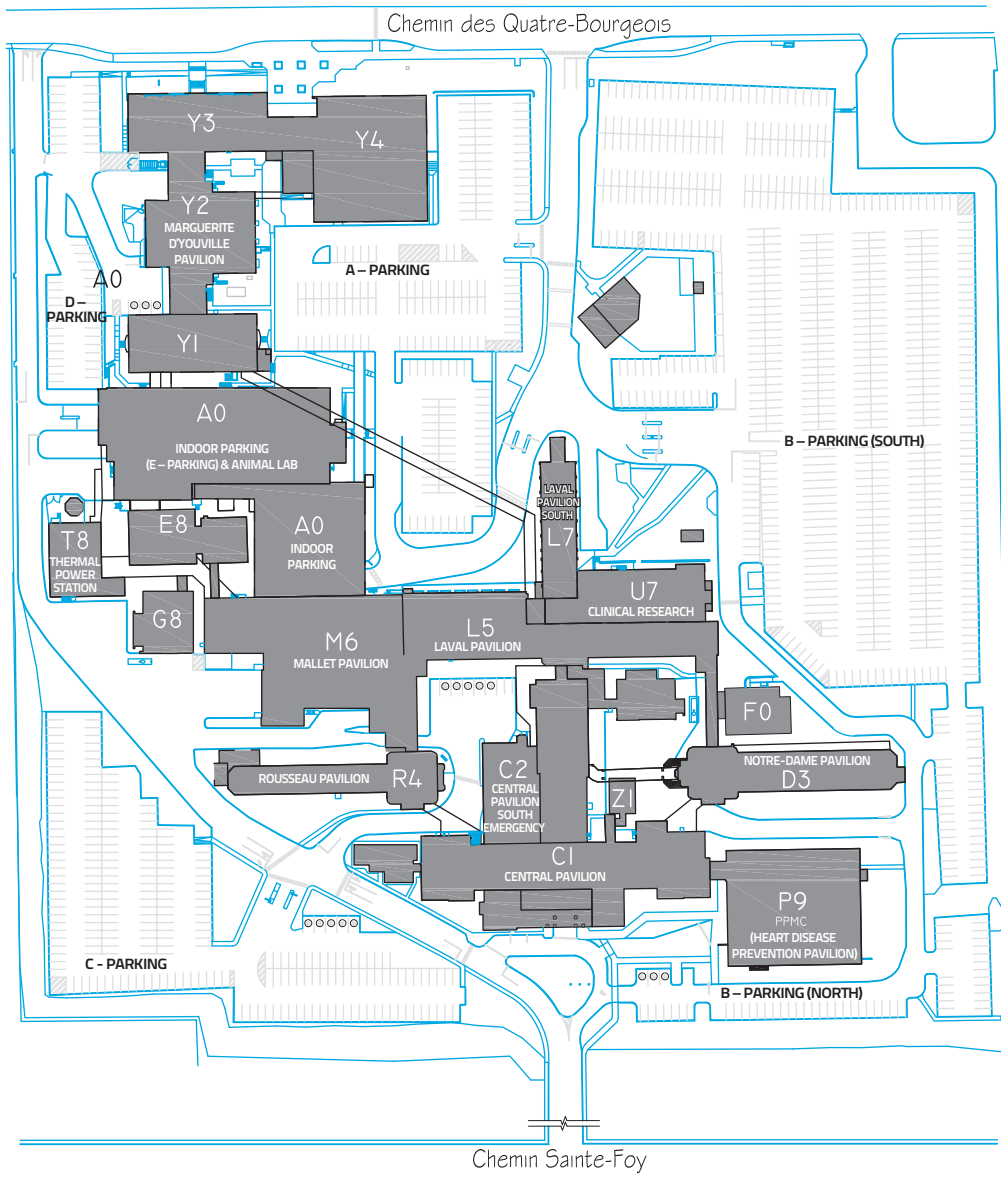 Chemin des Quatre-Bourgeois
Y3
Y4
Y2
MARGUERITE
D'YOUVILLE
PAVILION
A – PARKING
A0
D –
PARKING
Y1
A0
INDOOR PARKING
(E – PARKING) & ANIMAL LAB
B – PARKING (SOUTH)
LAVAL
PAVILION
SOUTH
L7
E8
A0
INDOOR
PARKING
T8
THERMAL
POWER
STATION
U7
CLINICAL RESEARCH
G8
M6
MALLET PAVILION
L5
LAVAL PAVILION
F0
NOTRE-DAME PAVILION
D3
ROUSSEAU PAVILION
R4
C2
CENTRAL
PAVILION
SOUTH
EMERGENCY
Z1
C1
CENTRAL PAVILION
P9
PPMC
(HEART DISEASE
PREVENTION PAVILION)
C - PARKING
B – PARKING (NORTH)
Chemin Sainte-Foy